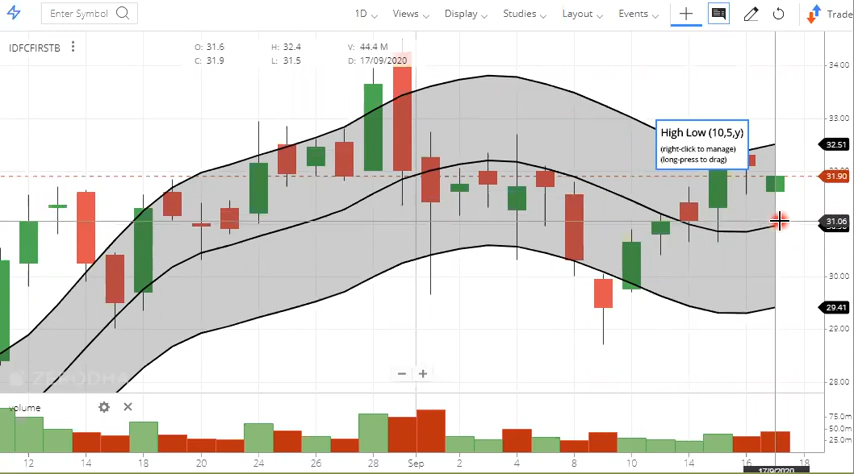 Enter Symbol
1D
Views
Display
Studies
Layout
Events
Trade
IDFCFIRSTB
O: 31.6
H: 32.4
V: 44.4 M
C: 31.9
L: 31.5
D: 17/09/2020
34.00
33.00
High Low (10,5,y)
(right-click to manage)
(long-press to drag)
32.51
31.90
31.06
30.00
29.41
29.00
28.00
ZERODHA
volume
75.0m
50.0m
25.0m
12
14
16
18
20
24
26
28
Sep
2
4
8
10
14
16
18
17/9/2020